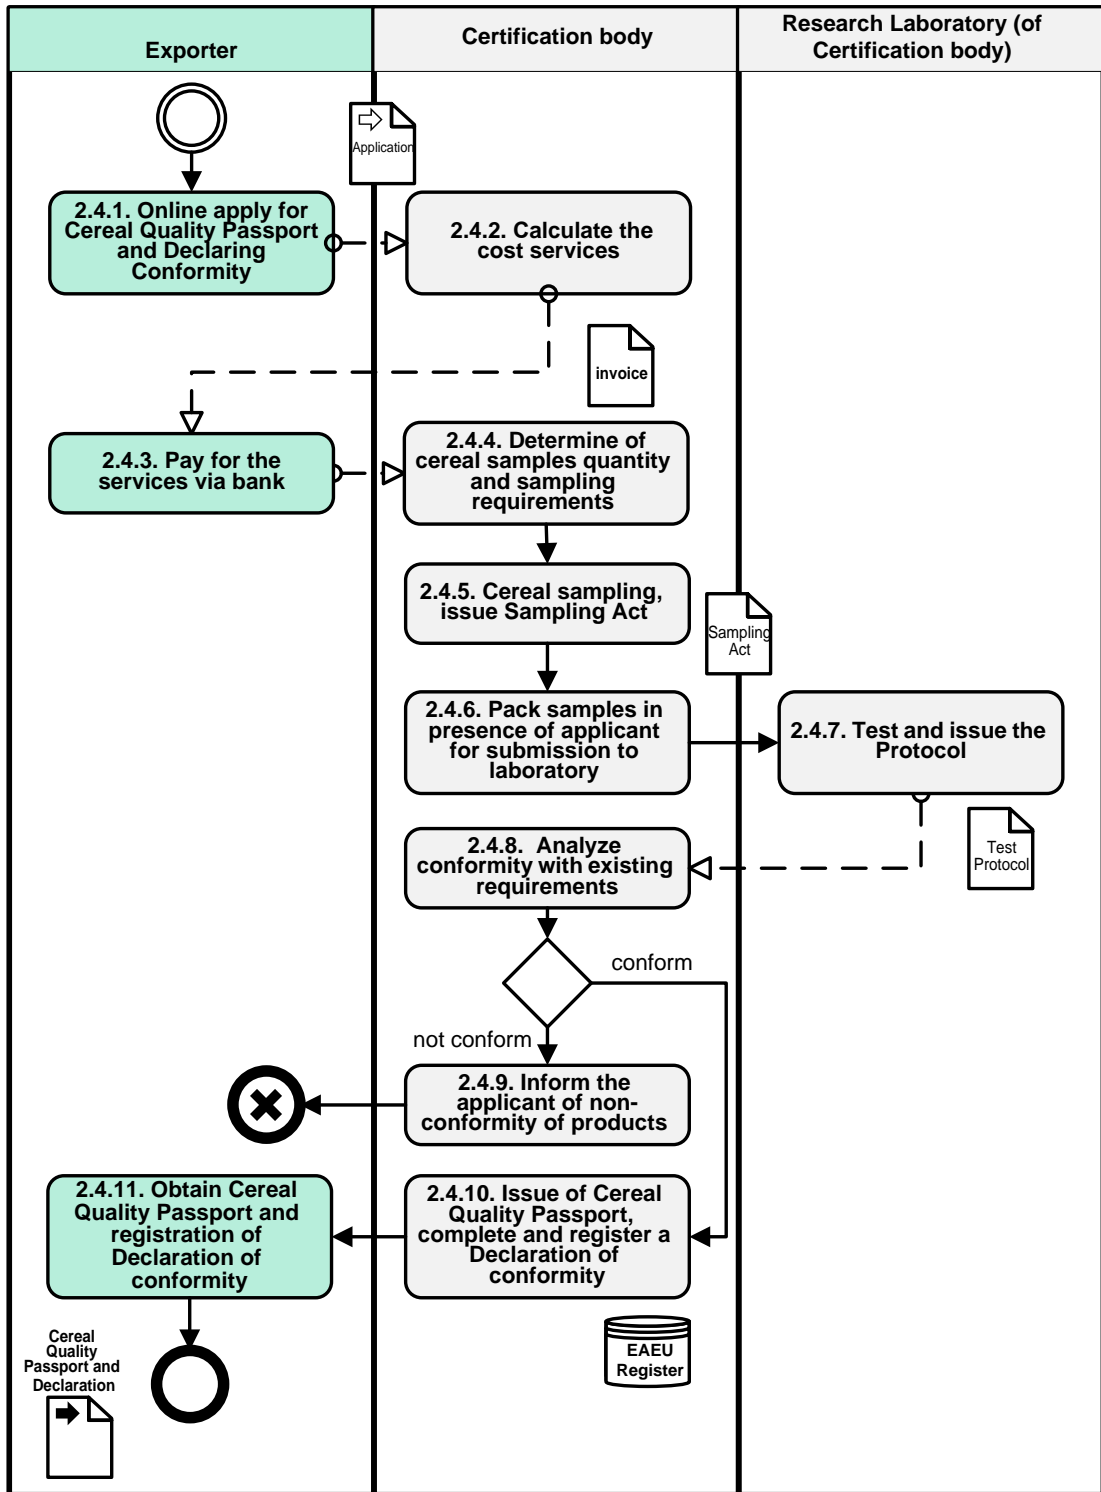 Exporter
Certification body
Research Laboratory (of
Certification body)
Application
2.4.1. Online apply for
Cereal Quality Passport
and Declaring
Conformity
2.4.2. Calculate the
cost services
invoice
2.4.3. Pay for the
services via bank
2.4.4. Determine of
cereal samples quantity
and sampling
requirements
2.4.5. Cereal sampling,
issue Sampling Act
Sampling
Act
2.4.6. Pack samples in
presence of applicant
for submission to
laboratory
2.4.7. Test and issue the
Protocol
Test
Protocol
2.4.8. Analyze
conformity with existing
requirements
conform
not conform
2.4.9. Inform the
applicant of non-
conformity of products
2.4.11. Obtain Cereal
Quality Passport and
registration of
Declaration of
conformity
2.4.10. Issue of Cereal
Quality Passport,
complete and register a
Declaration of
conformity
EAEU
Register
Cereal
Quality
Passport and
Declaration